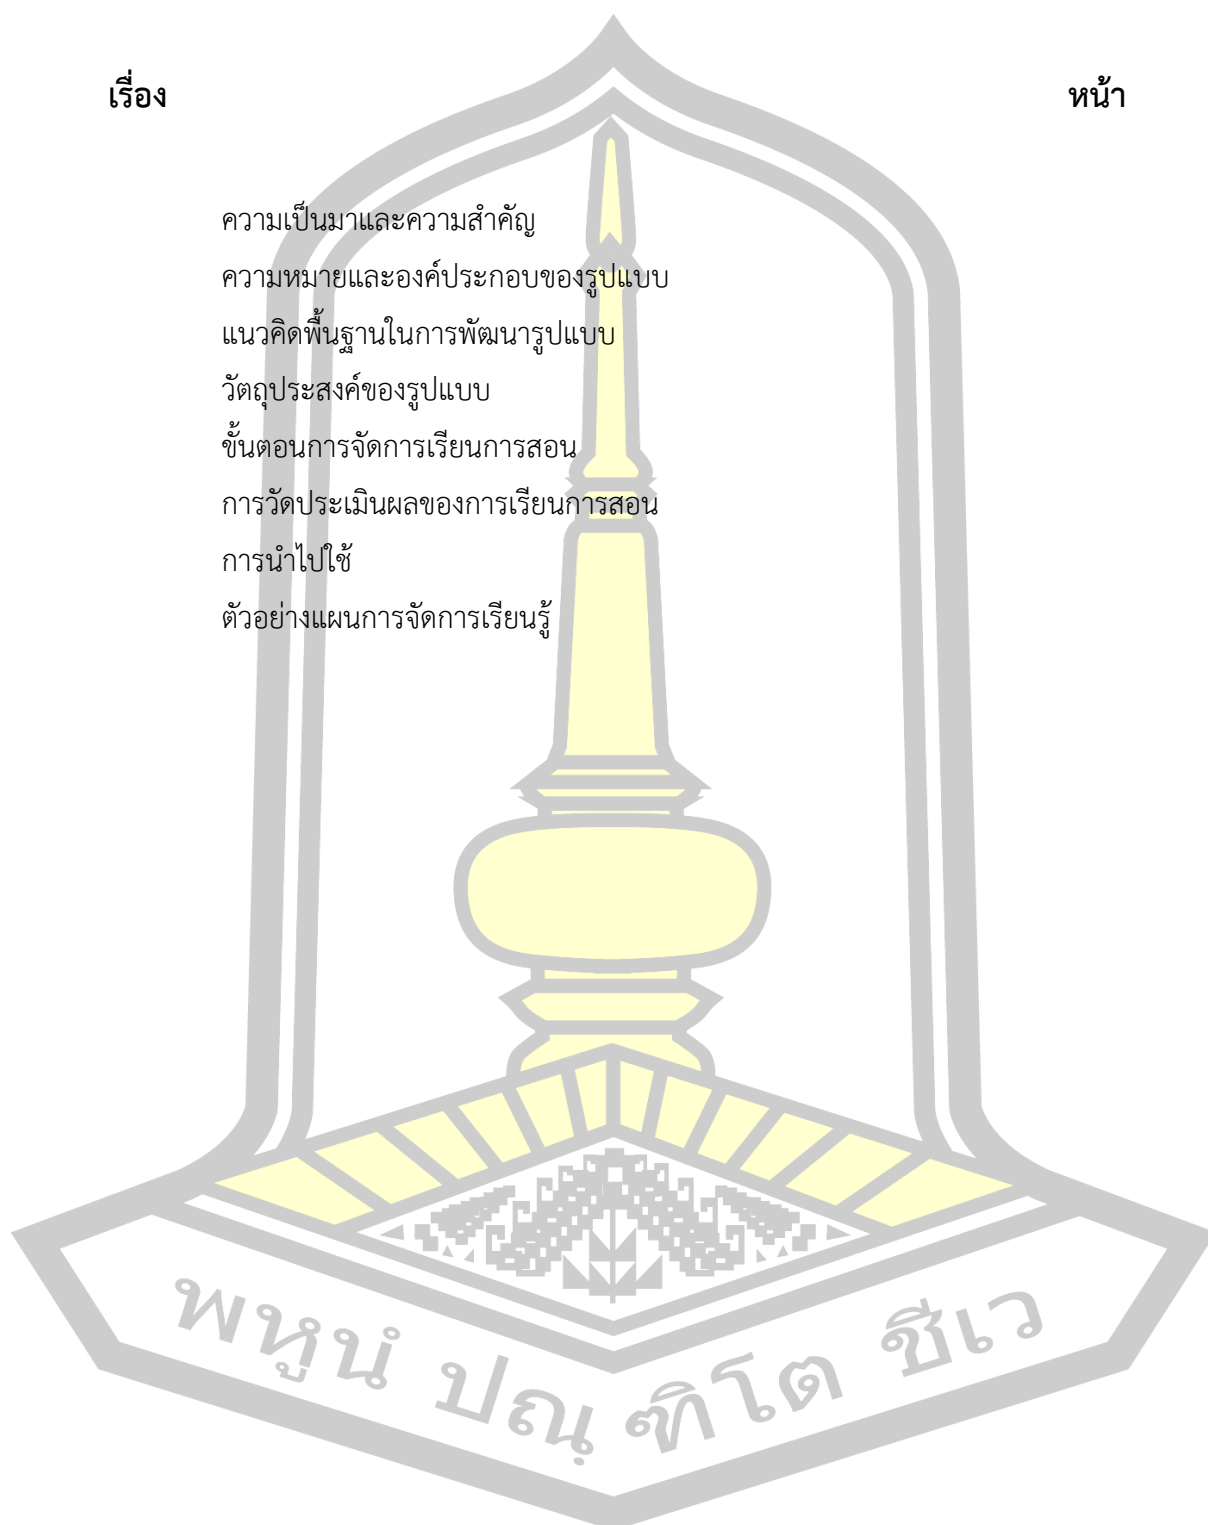 เรื่อง หน้า
ความเป็นมาและความสำคัญ
ความหมายและองค์ประกอบของรูปแบบ
แนวคิดพื้นฐานในการพัฒนารูปแบบ
วัตถุประสงค์ของรูปแบบ
ขั้นตอนการจัดการเรียนการสอน
การวัดประเมินผลของการเรียนการสอน
การนำไปใช้
ตัวอย่างแผนการจัดการเรียนรู้
พหูนํ ปณฺฑิโต ชีเว